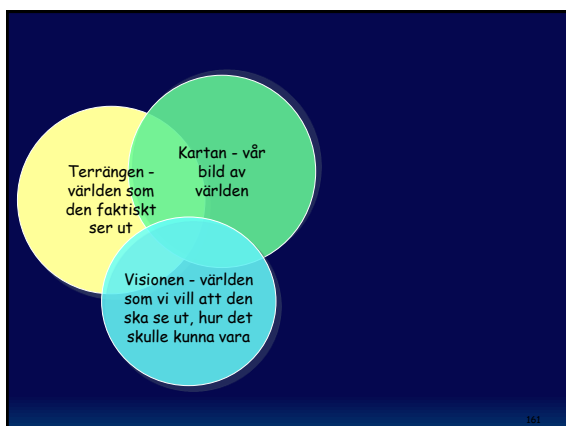 Terrängen -
världen som
den faktiskt
ser ut
Kartan - vår
bild av
världen
Visionen - världen
som vi vill att den
ska se ut, hur det
skulle kunna vara
161